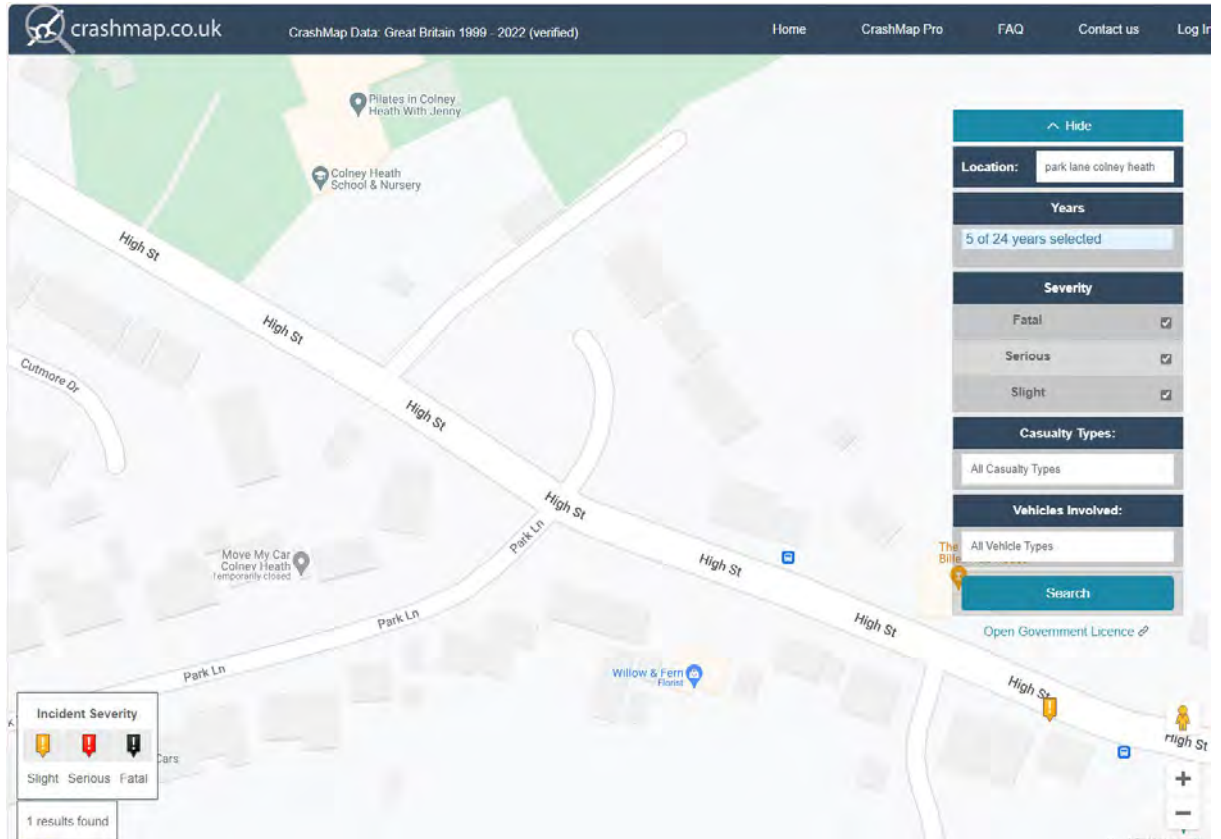 crashmap.co.uk
CrashMap Data: Great Britain 1999 - 2022 (verified)
Home
CrashMap Pro
FAQ
Contact us
Log In
Pilates in Colney
Heath With Jenny
Colney Heath
School & Nursery
Hide
Location:
park lane colney heath
Years
5 of 24 years selected
Severity
Fatal
Serious
Slight
Casualty Types:
All Casualty Types
Vehicles Involved:
All Vehicle Types
Search
Open Government Licence
High St
High St
High St
Cutmore Dr
High St
Park Ln
Move My Car
Colney Heath
Temporarily closed
High St
The
Park Ln
High St
Park Ln
Willow & Fern
Florist
High St
High St
Incident Severity
Slight
Serious
Fatal
Cars
1 results found